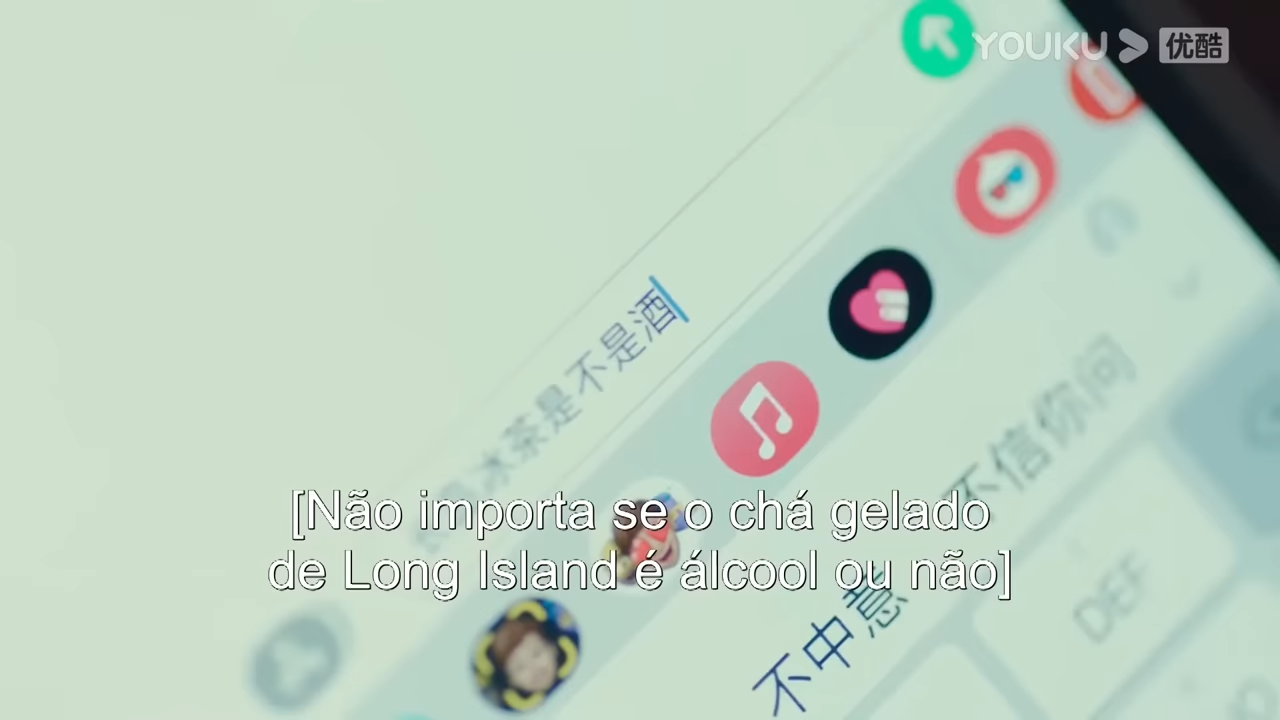 YOUKU 优酷
冰茶是不是酒
不信你问
[Não importa se o chá gelado
de Long Island é álcool ou não]
不中意
DEF